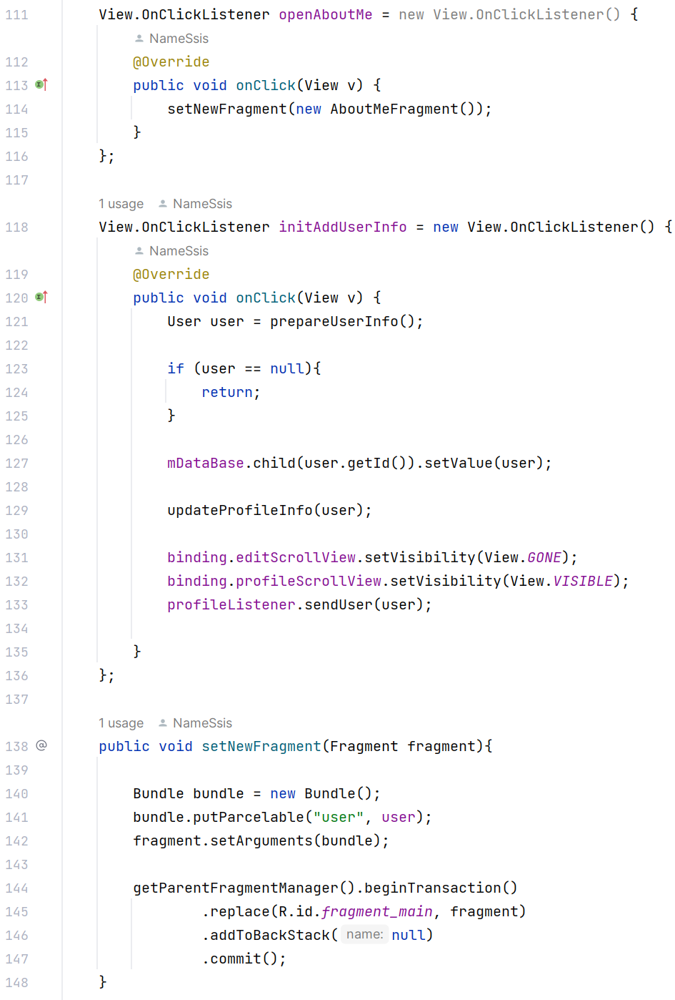 111 View.OnClickListener openAboutMe = new View.OnClickListener() {
NameSsis
112 @Override
113 public void onClick(View v) {
114 setNewFragment(new AboutMeFragment());
115 }
116 };
117
1 usage NameSsis
118 View.OnClickListener initAddUserInfo = new View.OnClickListener() {
NameSsis
119 @Override
120 public void onClick(View v) {
121 User user = prepareUserInfo();
122
123 if (user == null){
124 return;
125 }
126
127 mDataBase.child(user.getId()).setValue(user);
128
129 updateProfileInfo(user);
130
131 binding.editScrollView.setVisibility(View.GONE);
132 binding.profileScrollView.setVisibility(View.VISIBLE);
133 profileListener.sendUser(user);
134
135 }
136 };
137
1 usage NameSsis
138 @ public void setNewFragment(Fragment fragment){
139
140 Bundle bundle = new Bundle();
141 bundle.putParcelable("user", user);
142 fragment.setArguments(bundle);
143
144 getParentFragmentManager().beginTransaction()
145 .replace(R.id.fragment_main, fragment)
146 .addToBackStack( name: null)
147 .commit();
148 }